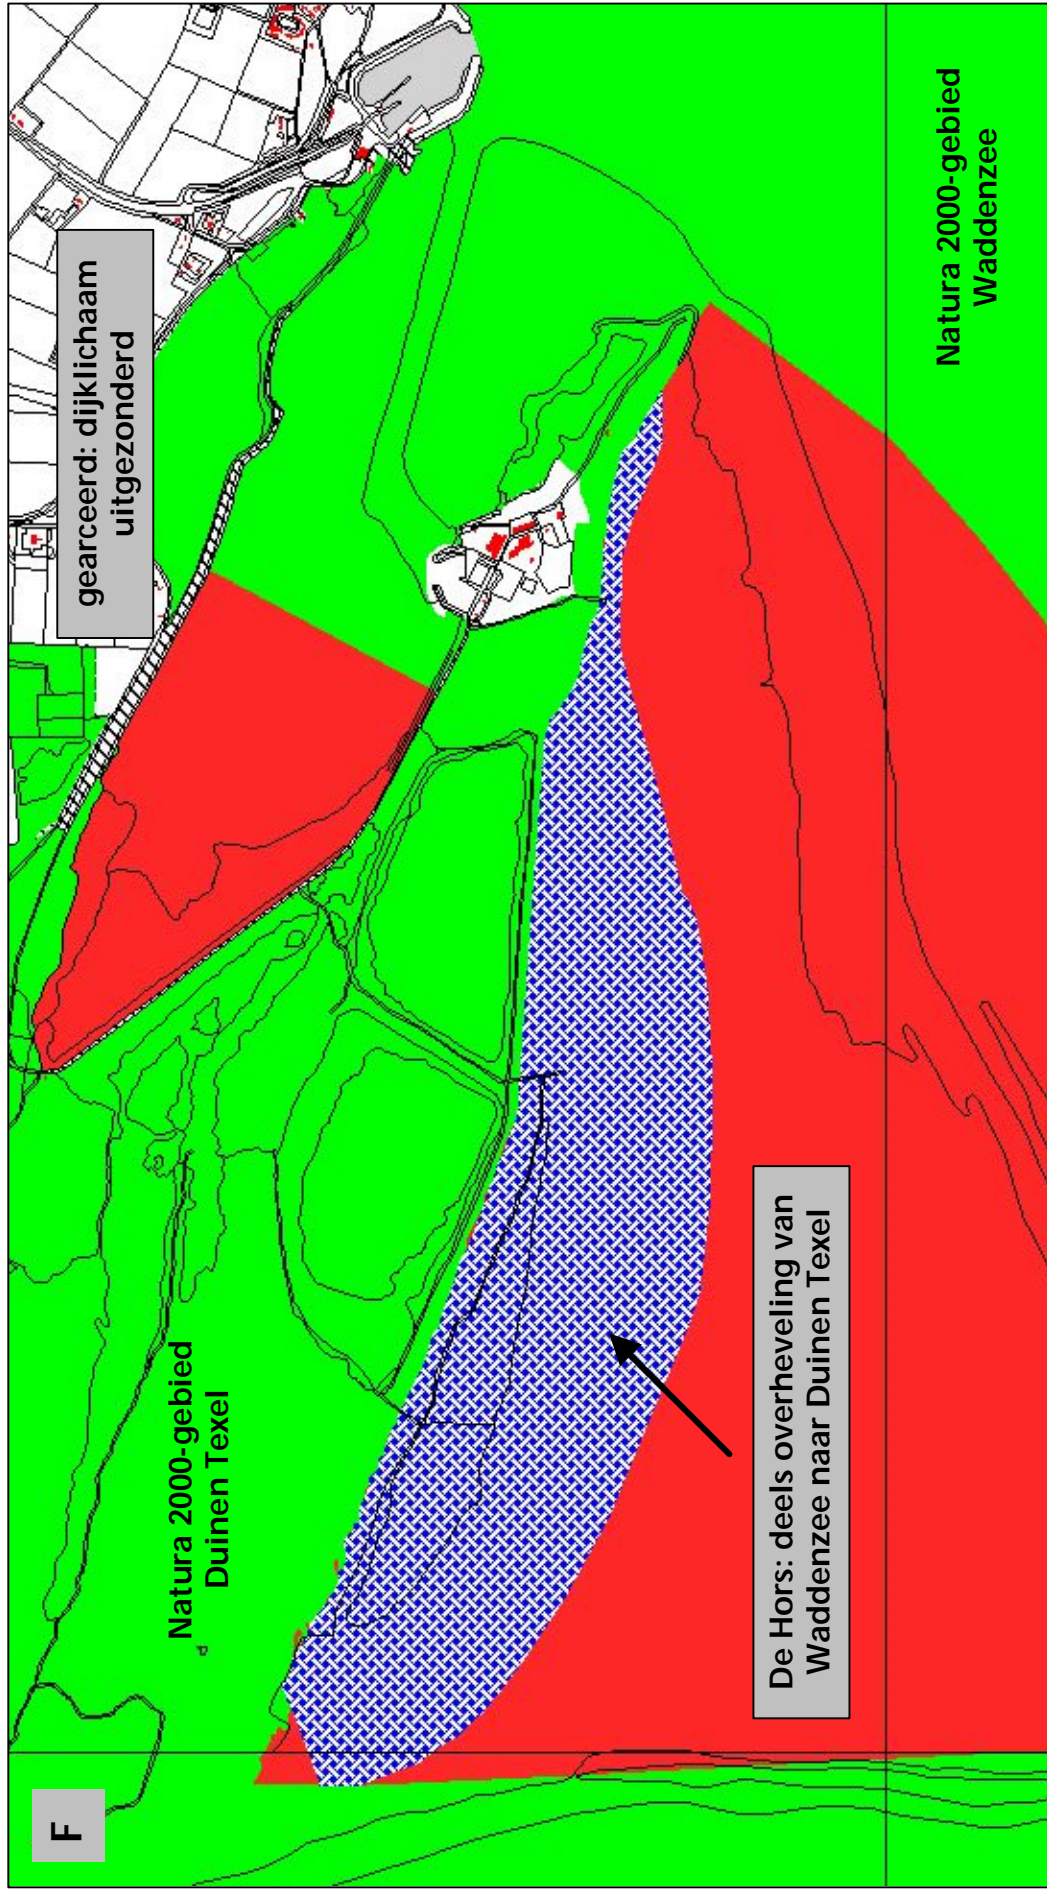 F
gearceerd: dijklichaam
uitgezonderd
Natura 2000-gebied
Duinen Texel
De Hors: deels overheveling van
Waddenzee naar Duinen Texel
Natura 2000-gebied
Waddenzee